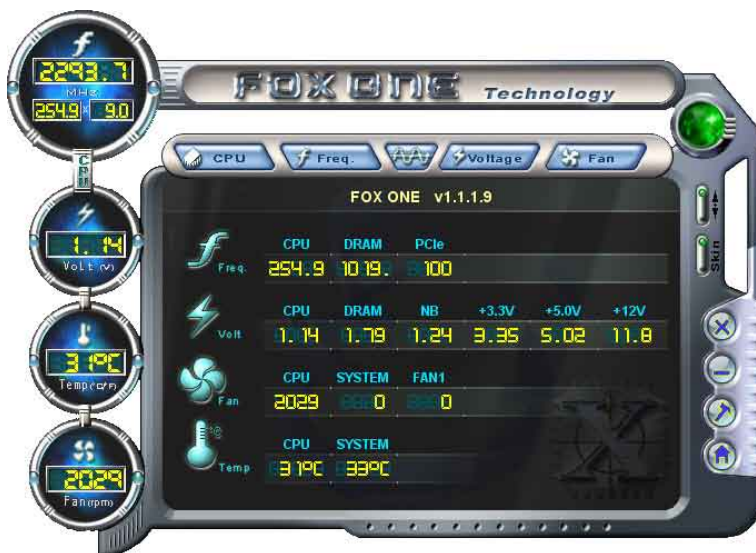 2293.7
MHz
254.9 x 9.0
CPU
1.14
Volt (v)
31°C
Temp(c/f)
2029
Fan(rpm)
FOX ONE Technology
CPU Freq. Voltage Fan
FOX ONE v1.1.1.9
CPU DRAM PCIe
Freq. 254.9 1019. 100
CPU DRAM NB +3.3V +5.0V +12V
Volt 1.14 1.79 1.24 3.35 5.02 11.8
CPU SYSTEM FAN1
Fan 2029 0 0
CPU SYSTEM
Temp 31°C 33°C
Skin
X